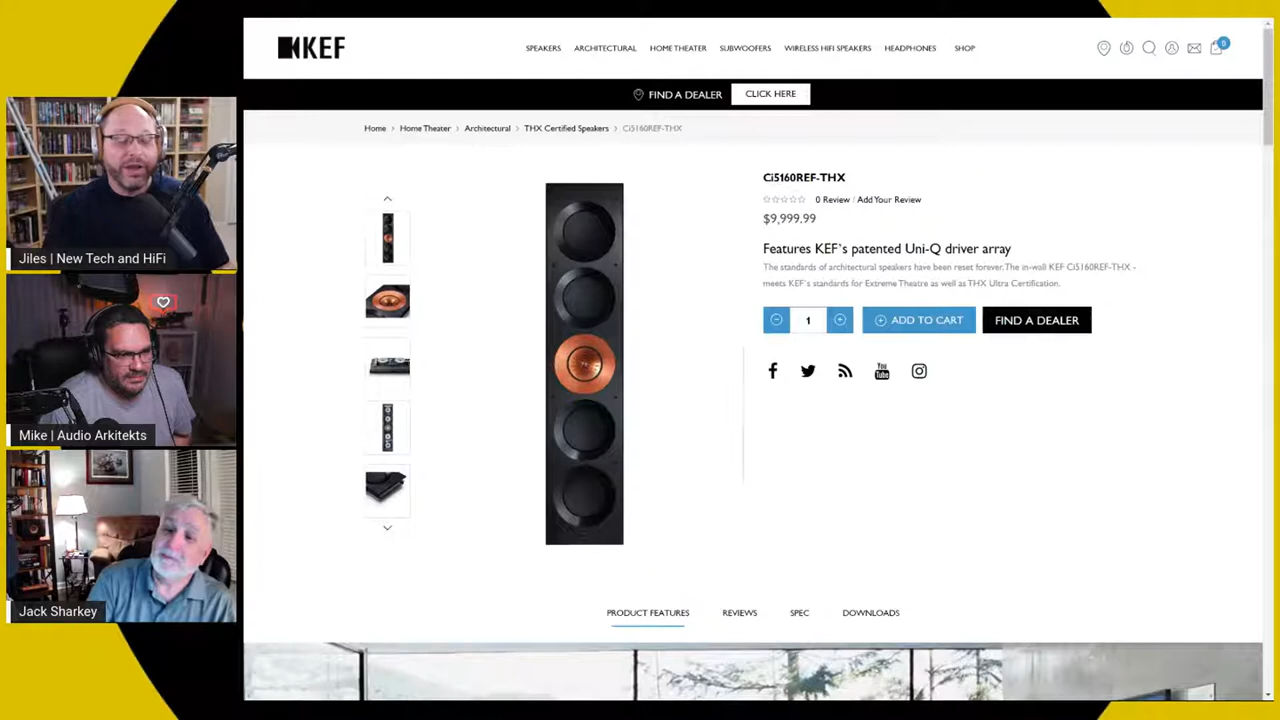 KEF
SPEAKERS ARCHITECTURAL HOME THEATER SUBWOOFERS WIRELESS HIFI SPEAKERS HEADPHONES SHOP
0
FIND A DEALER CLICK HERE
Home > Home Theater > Architectural > THX Certified Speakers > Ci5160REF-THX
Ci5160REF-THX
0 Review / Add Your Review
$9,999.99
Features KEF`s patented Uni-Q driver array
The standards of architectural speakers have been reset forever.The in-wall KEF Ci5160REF-THX -
meets KEF`s standards for Extreme Theatre as well as THX Ultra Certification.
1 ADD TO CART FIND A DEALER
You
Tube
PRODUCT FEATURES REVIEWS SPEC DOWNLOADS
Jiles | New Tech and HiFi
Mike | Audio Arkitekts
Jack Sharkey